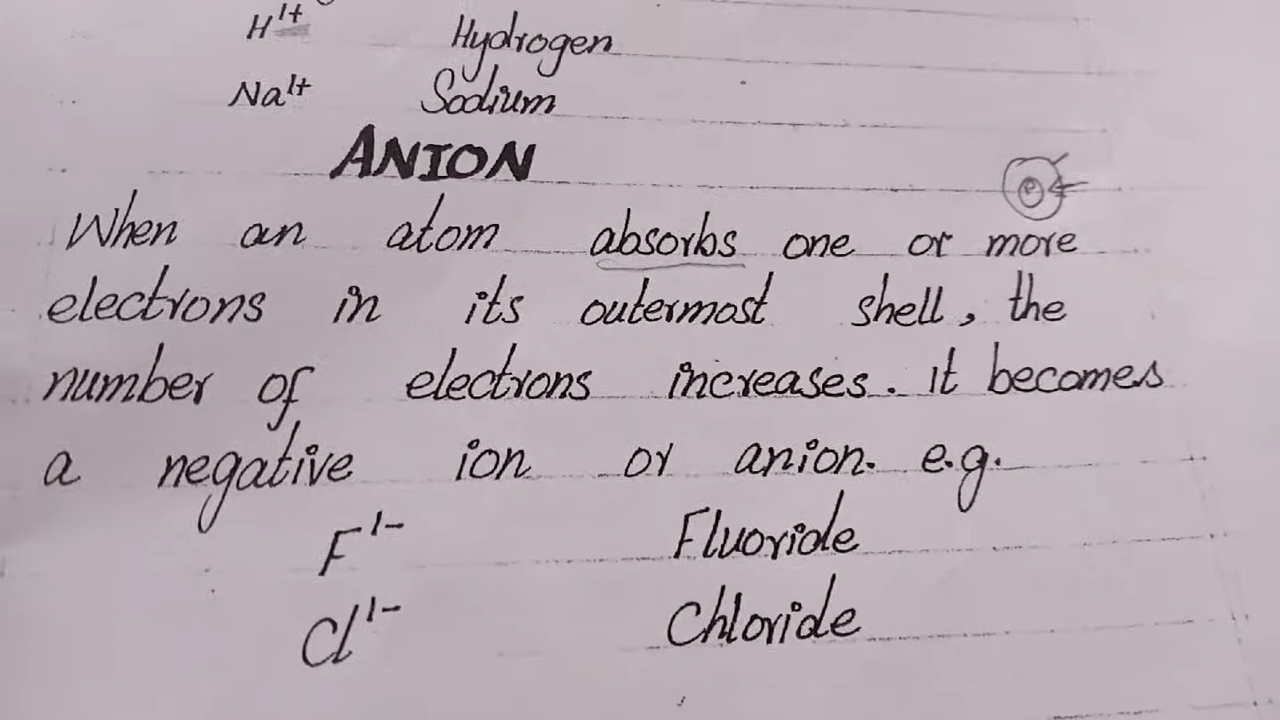 H¹⁺ Hydrogen
Na¹⁺ Sodium
ANION
When an atom absorbs one or more
electrons in its outermost shell, the
number of electrons increases. it becomes
a negative ion or anion. e.g.
F¹⁻ Fluoride
Cl¹⁻ Chloride